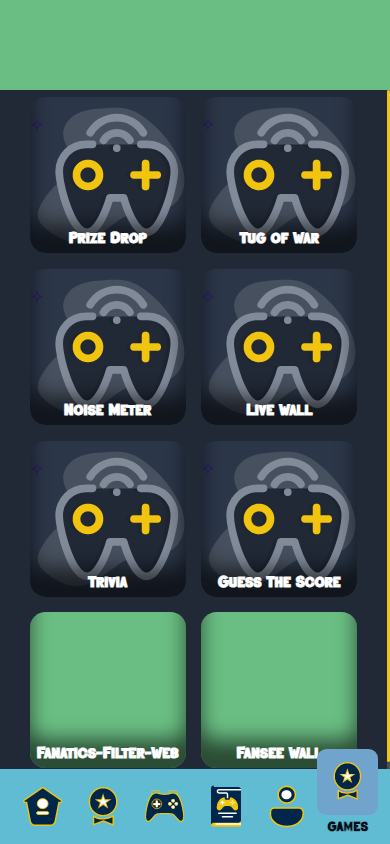 Prize Drop
Tug of War
Noise Meter
Live Wall
Trivia
Guess The Score
Fanatics-Filter-Web
Fansee Wall
Games